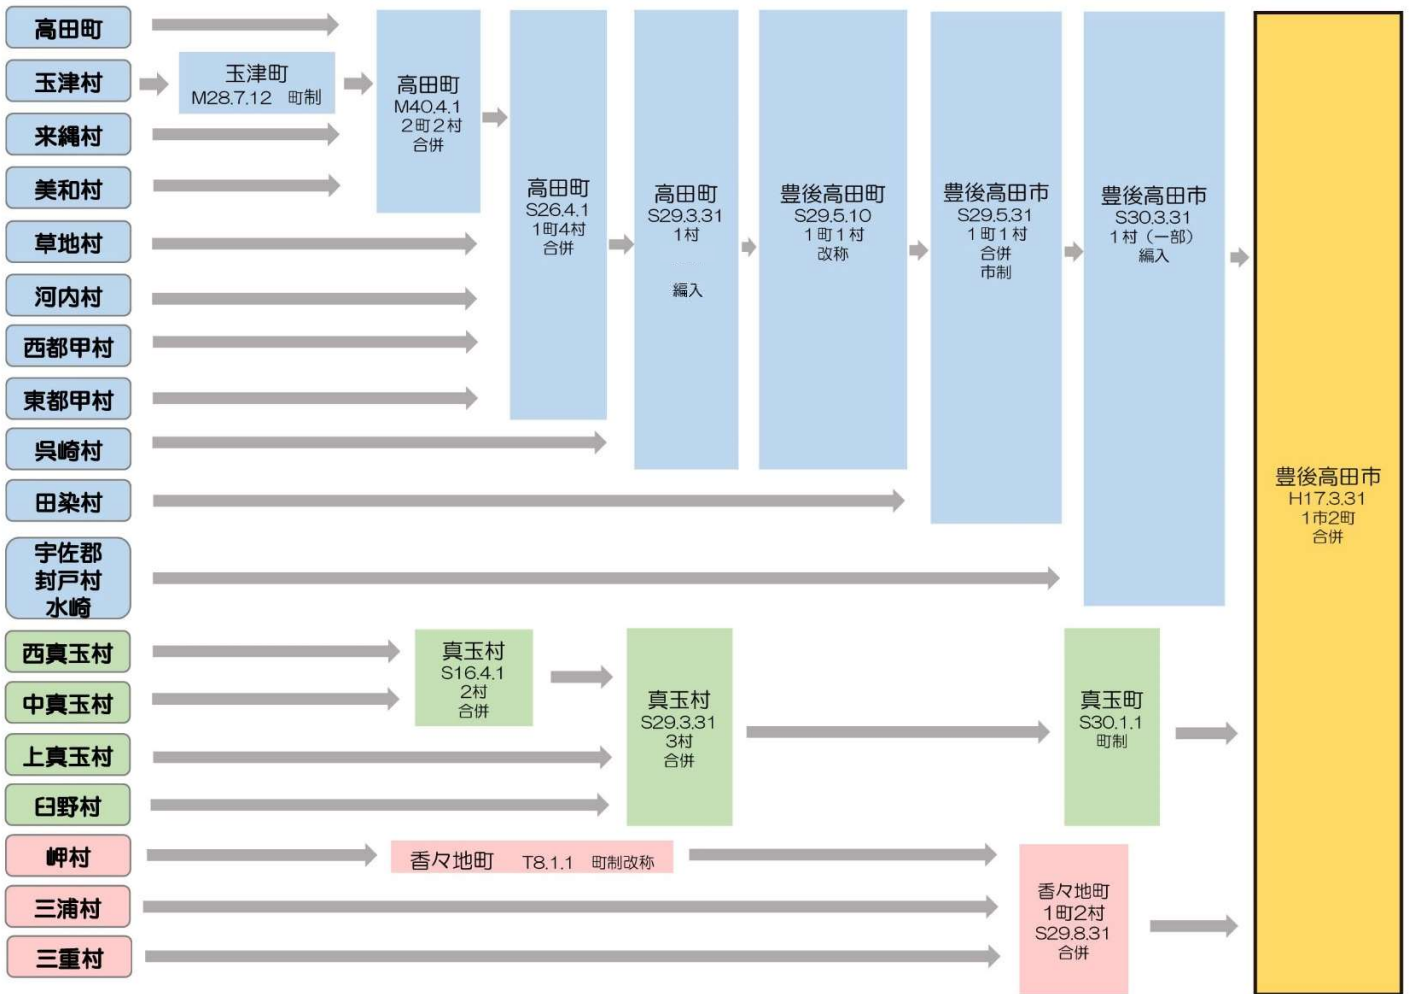 高田町
玉津村
玉津町
M28.7.12 町制
来縄村
美和村
高田町
M40.4.1
2町2村
合併
草地村
河内村
西都甲村
東都甲村
高田町
S26.4.1
1町4村
合併
呉崎村
高田町
S29.3.31
1村
編入
豊後高田町
S29.5.10
1町1村
改称
田染村
豊後高田市
S29.5.31
1町1村
合併
市制
宇佐郡
封戸村
水崎
豊後高田市
S30.3.31
1村（一部）
編入
西真玉村
中真玉村
真玉村
S16.4.1
2村
合併
上真玉村
臼野村
真玉村
S29.3.31
3村
合併
真玉町
S30.1.1
町制
岬村
香々地町 T8.1.1 町制改称
三浦村
三重村
香々地町
1町2村
S29.8.31
合併
豊後高田市
H17.3.31
1市2町
合併